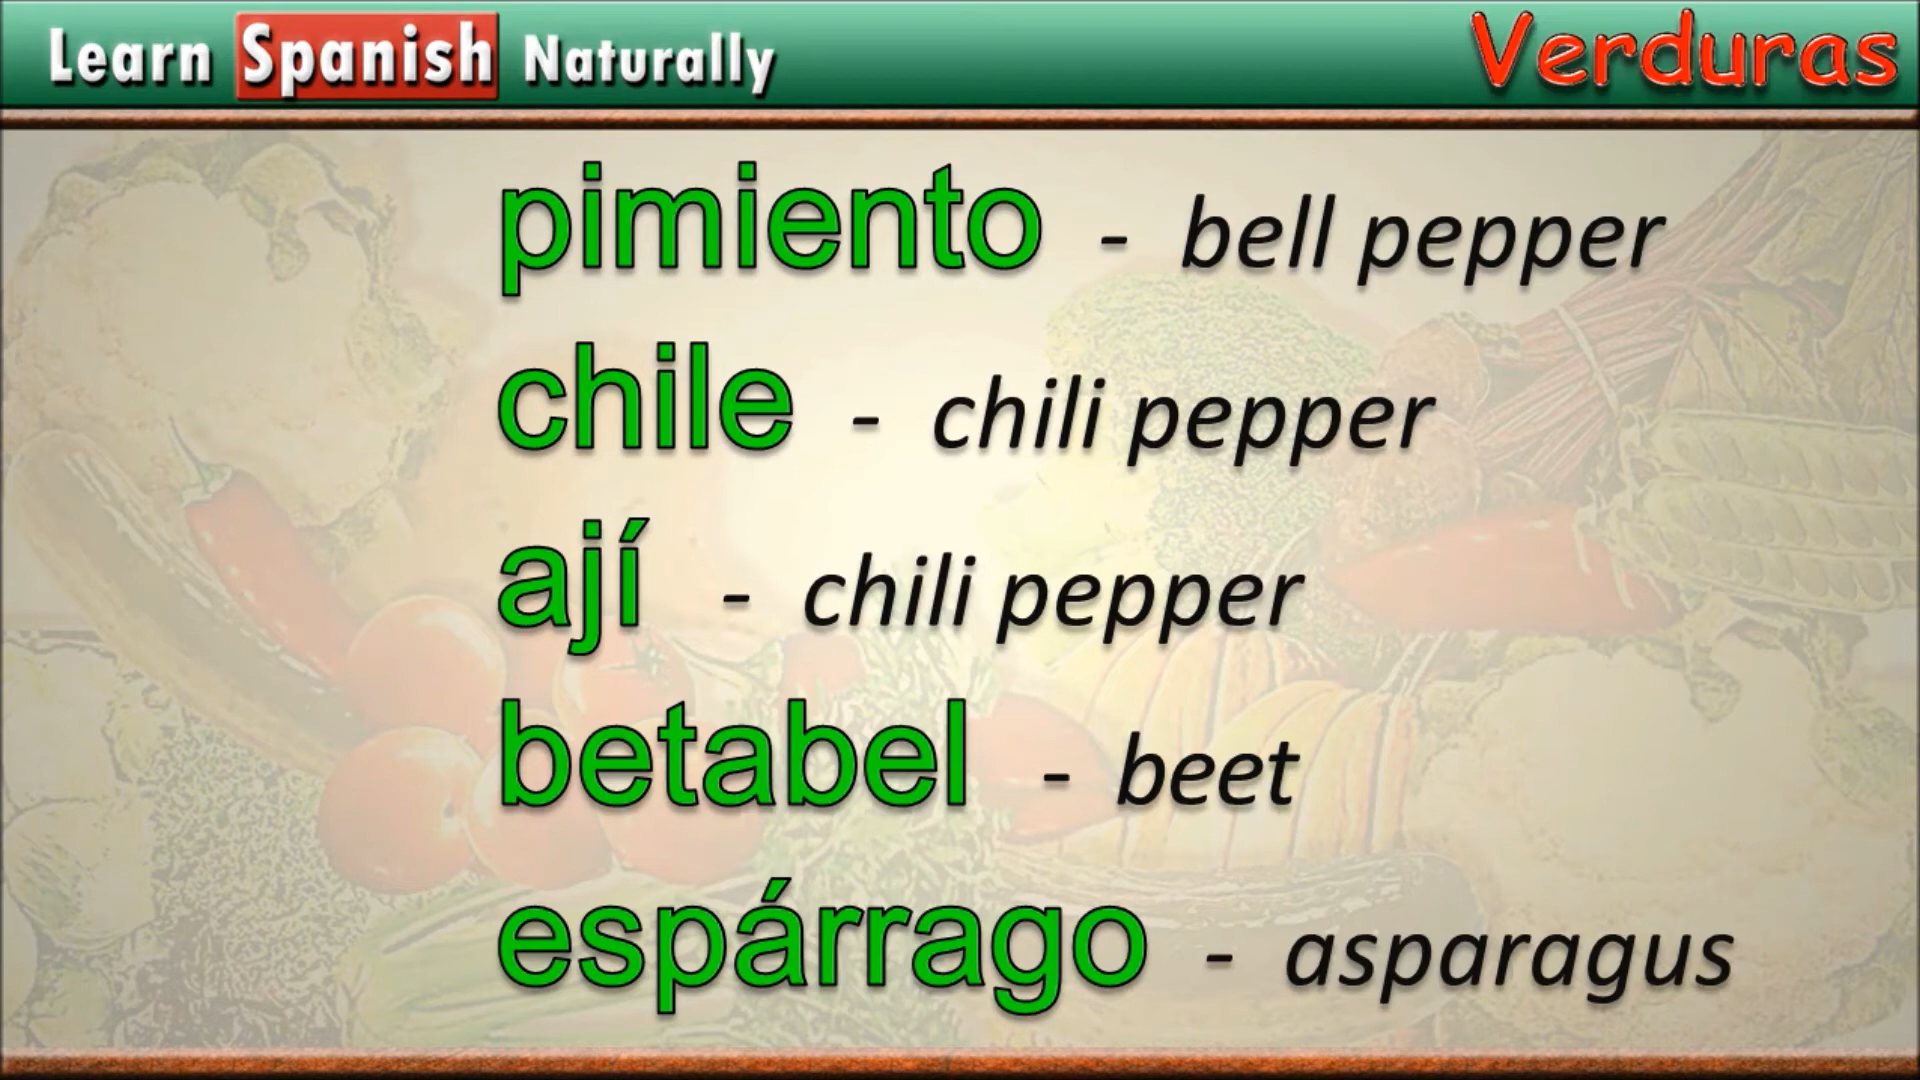 Learn Spanish Naturally
Verduras
pimiento - bell pepper
chile - chili pepper
ají - chili pepper
betabel - beet
espárrago - asparagus